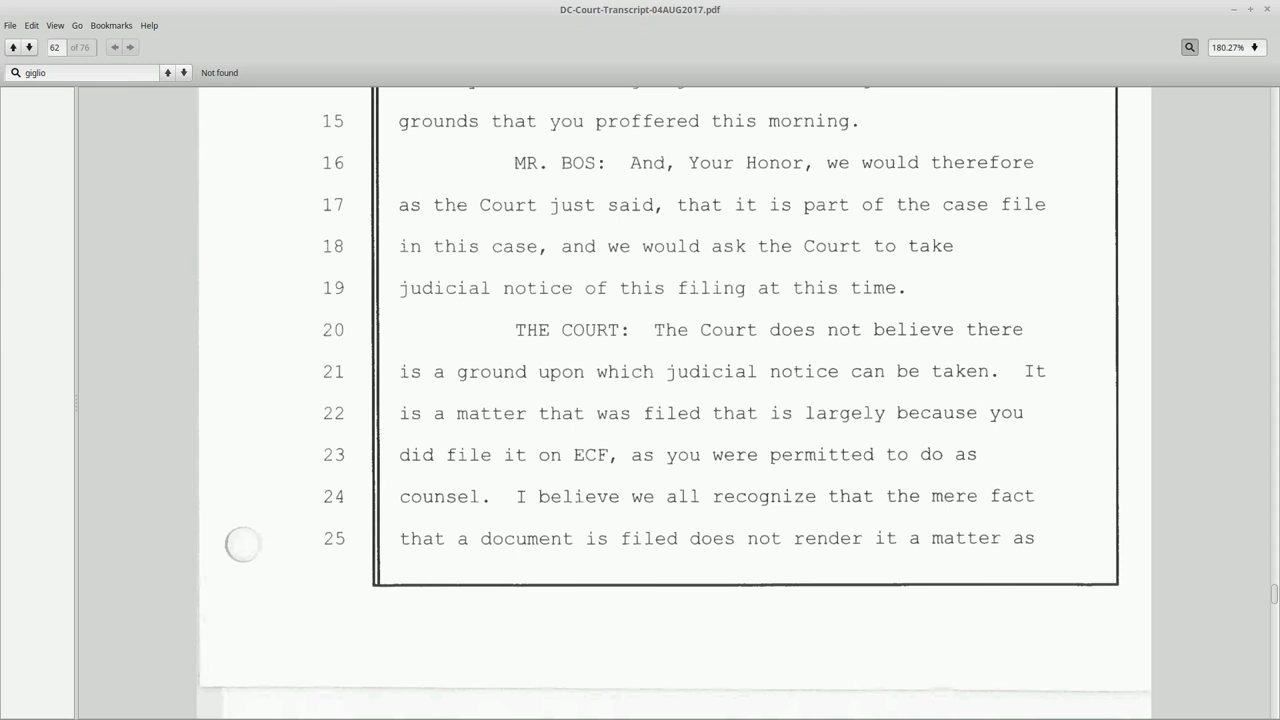 DC-Court-Transcript-04AUG2017.pdf
File Edit View Go Bookmarks Help
62 of 76 180.27%
giglio Not found
15 grounds that you proffered this morning.
16 MR. BOS: And, Your Honor, we would therefore
17 as the Court just said, that it is part of the case file
18 in this case, and we would ask the Court to take
19 judicial notice of this filing at this time.
20 THE COURT: The Court does not believe there
21 is a ground upon which judicial notice can be taken. It
22 is a matter that was filed that is largely because you
23 did file it on ECF, as you were permitted to do as
24 counsel. I believe we all recognize that the mere fact
25 that a document is filed does not render it a matter as